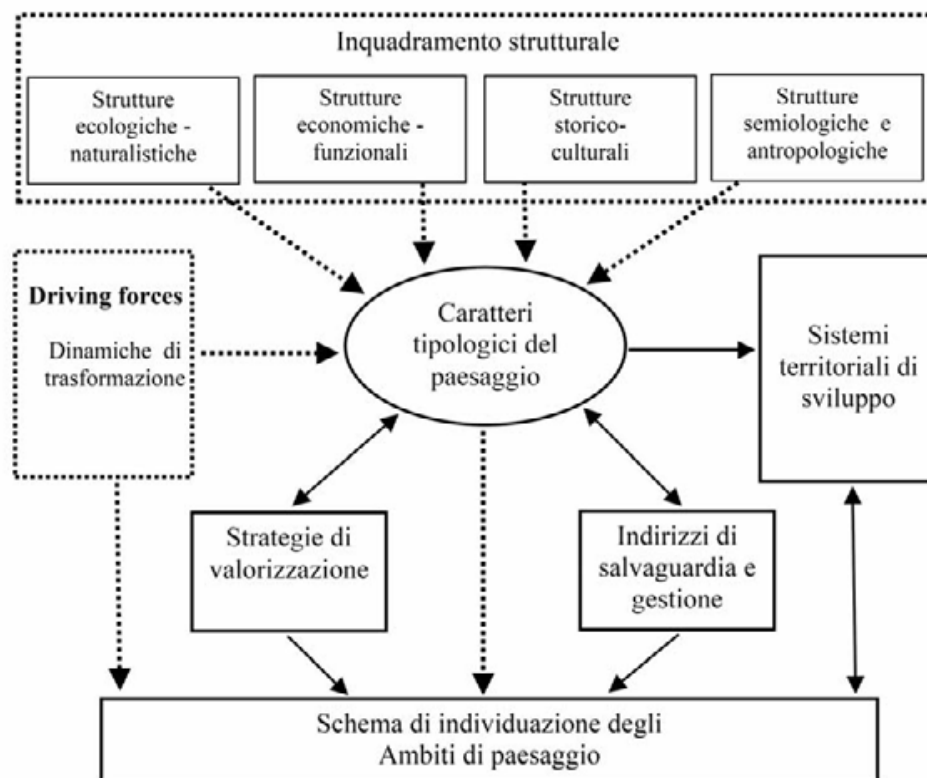 Inquadramento strutturale
Strutture
ecologiche -
naturalistiche
Strutture
economiche -
funzionali
Strutture
storico-
culturali
Strutture
semiologiche e
antropologiche
Driving forces
Dinamiche di
trasformazione
Caratteri
tipologici del
paesaggio
Sistemi
territoriali di
sviluppo
Strategie di
valorizzazione
Indirizzi di
salvaguardia e
gestione
Schema di individuazione degli
Ambiti di paesaggio